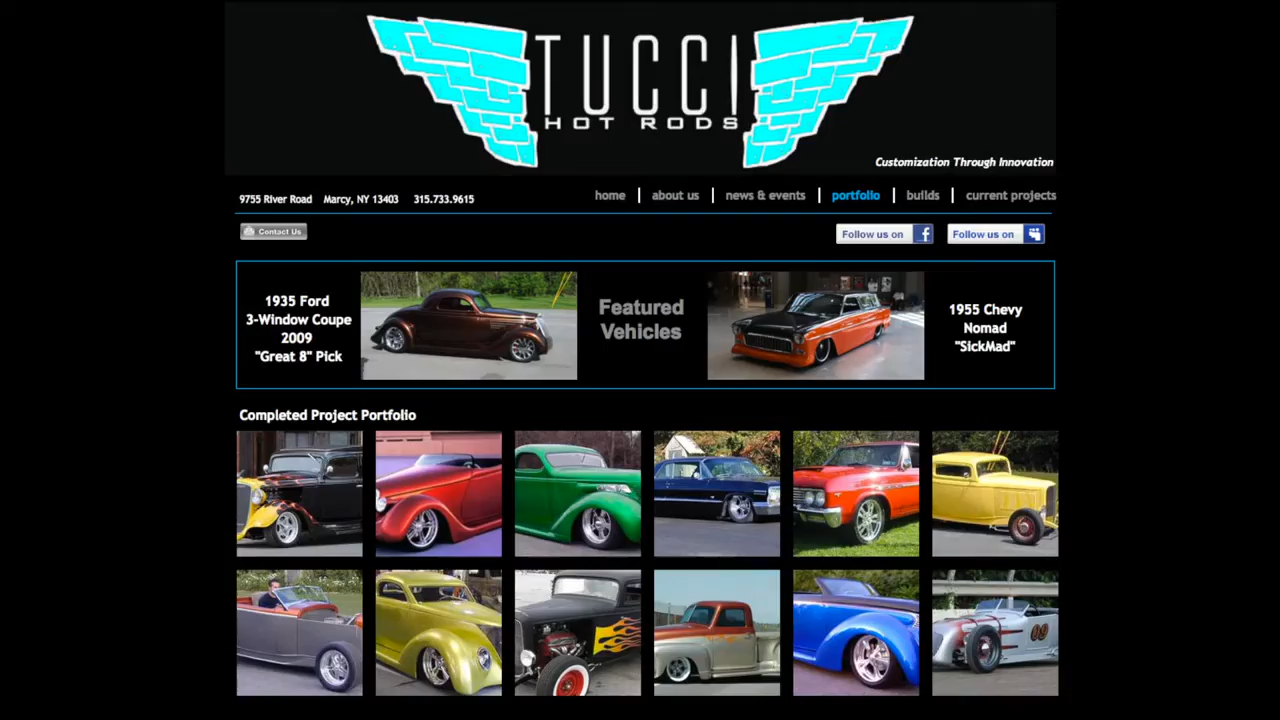 TUCCI
HOT RODS
Customization Through Innovation
9755 River Road Marcy, NY 13403 315.733.9615
home about us news & events portfolio builds current projects
Contact Us
Follow us on
Follow us on
1935 Ford
3-Window Coupe
2009
"Great 8" Pick
Featured
Vehicles
1955 Chevy
Nomad
"SickMad"
Completed Project Portfolio
09